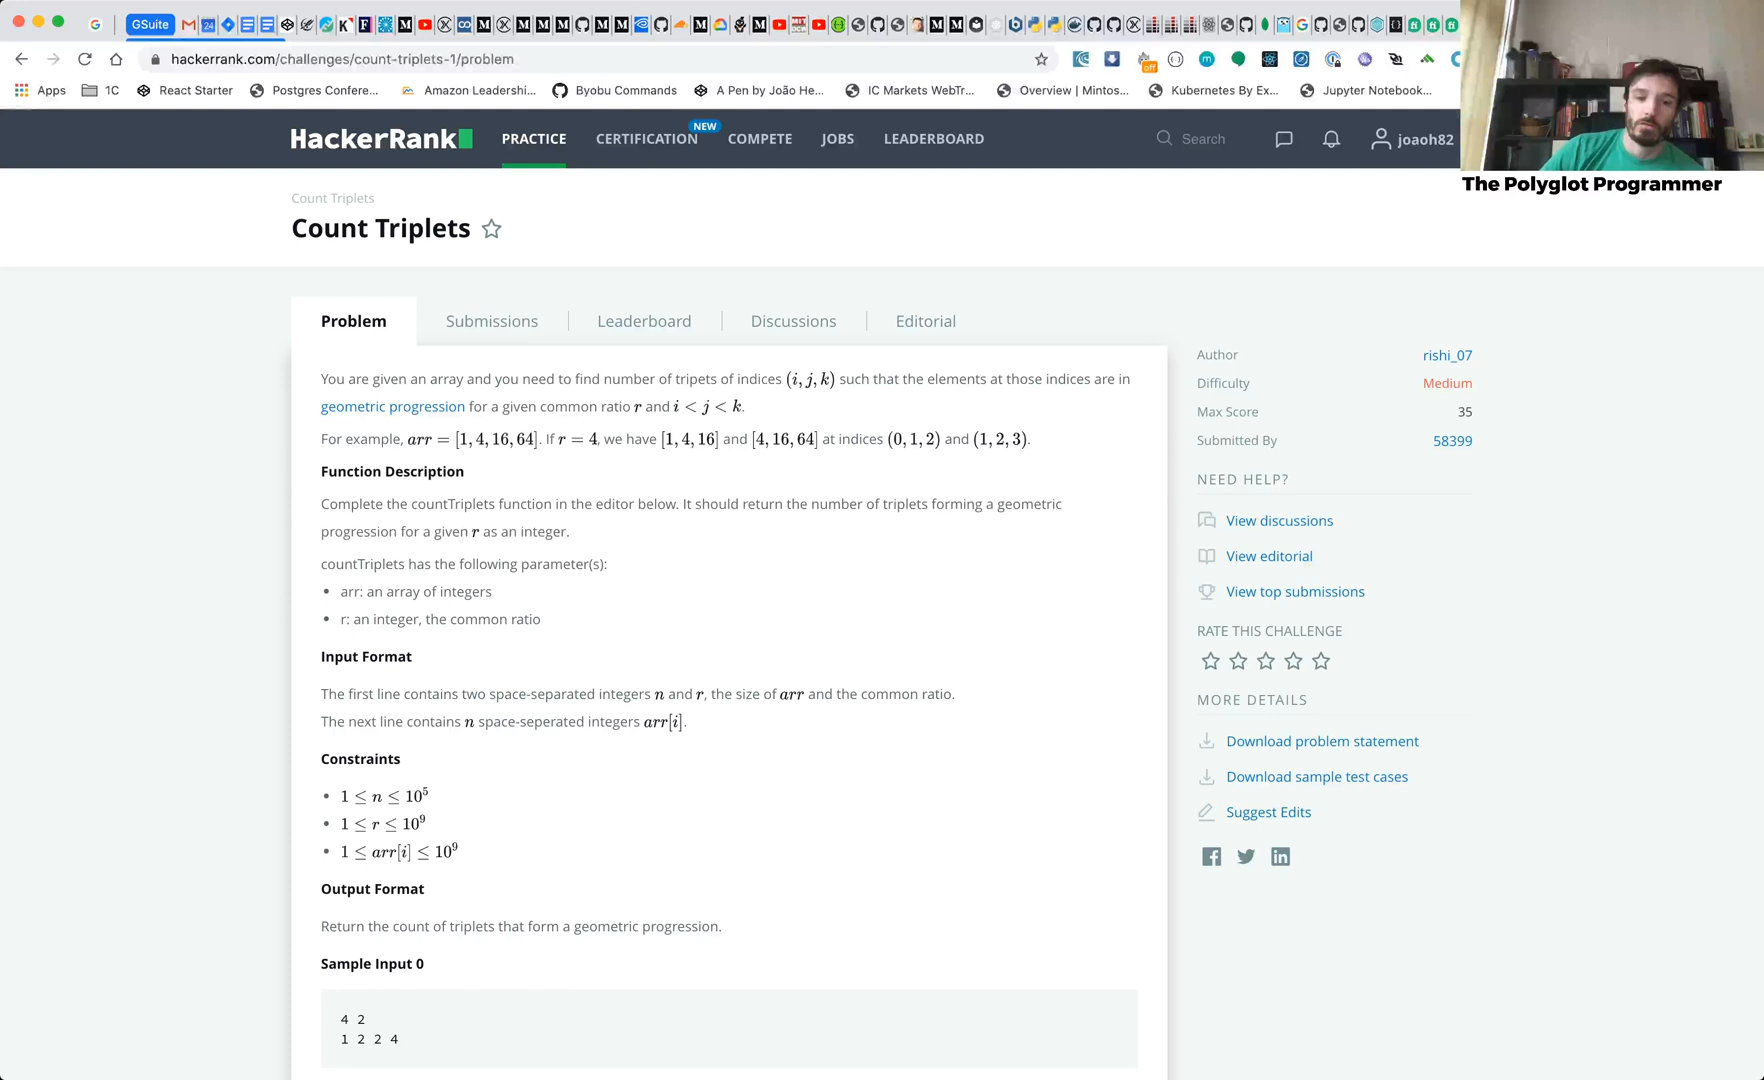 GSuite
hackerrank.com/challenges/count-triplets-1/problem
off
Apps
1C
React Starter
Postgres Confere...
Amazon Leadershi...
Byobu Commands
A Pen by João He...
IC Markets WebTr...
Overview | Mintos...
Kubernetes By Ex...
Jupyter Notebook...
HackerRank
PRACTICE
CERTIFICATION
NEW
COMPETE
JOBS
LEADERBOARD
Search
joaoh82
The Polyglot Programmer
Count Triplets
Count Triplets
Problem
Submissions
Leaderboard
Discussions
Editorial
You are given an array and you need to find number of tripets of indices (i, j, k) such that the elements at those indices are in
geometric progression for a given common ratio r and i < j < k.
For example, arr = [1, 4, 16, 64]. If r = 4, we have [1, 4, 16] and [4, 16, 64] at indices (0, 1, 2) and (1, 2, 3).
Function Description
Complete the countTriplets function in the editor below. It should return the number of triplets forming a geometric
progression for a given r as an integer.
countTriplets has the following parameter(s):
• arr: an array of integers
• r: an integer, the common ratio
Input Format
The first line contains two space-separated integers n and r, the size of arr and the common ratio.
The next line contains n space-seperated integers arr[i].
Constraints
• 1 ≤ n ≤ 10⁵
• 1 ≤ r ≤ 10⁹
• 1 ≤ arr[i] ≤ 10⁹
Output Format
Return the count of triplets that form a geometric progression.
Sample Input 0
4 2
1 2 2 4
Author
rishi_07
Difficulty
Medium
Max Score
35
Submitted By
58399
NEED HELP?
View discussions
View editorial
View top submissions
RATE THIS CHALLENGE
MORE DETAILS
Download problem statement
Download sample test cases
Suggest Edits